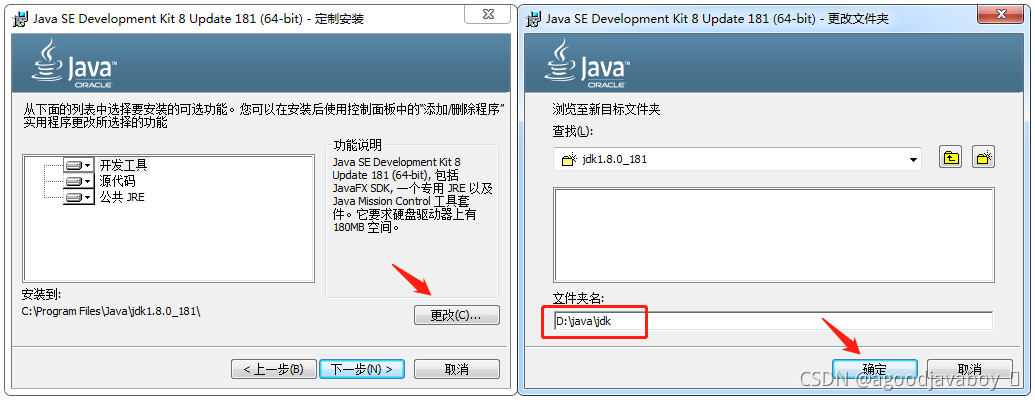 Java SE Development Kit 8 Update 181 (64-bit) - 定制安装
Java™
ORACLE
从下面的列表中选择要安装的可选功能。您可以在安装后使用控制面板中的"添加/删除程序"
实用程序更改所选择的功能
开发工具
源代码
公共 JRE
功能说明
Java SE Development Kit 8
Update 181 (64-bit), 包括
JavaFX SDK, 一个专用 JRE 以及
Java Mission Control 工具套
件。它要求硬盘驱动器上有
180MB 空间。
安装到:
C:\Program Files\Java\jdk1.8.0_181\
更改(C)...
< 上一步(B)
下一步(N) >
取消
Java SE Development Kit 8 Update 181 (64-bit) - 更改文件夹
Java™
ORACLE
浏览至新目标文件夹
查找(L):
jdk1.8.0_181
文件夹名:
D:\java\jdk
确定
取消
CSDN @agoodjavaboy